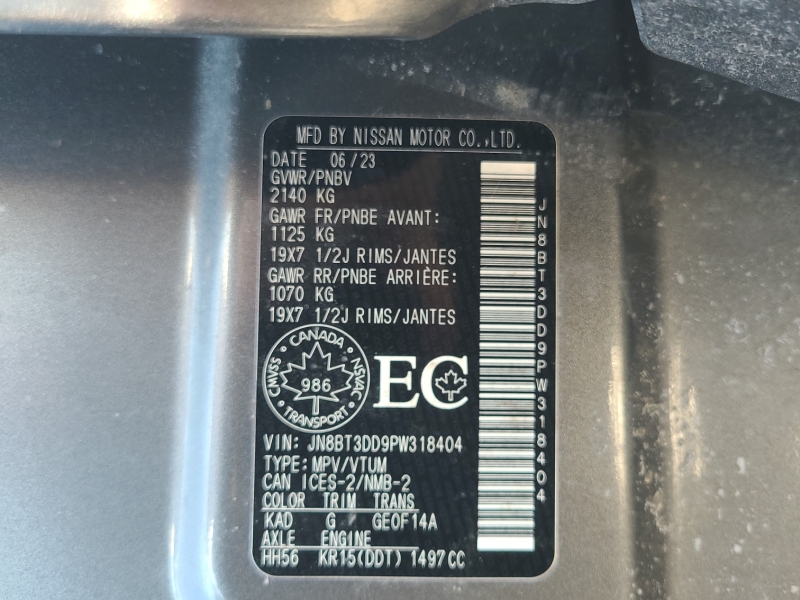 MFD BY NISSAN MOTOR CO.,LTD.
DATE 06/23
GVWR/PNBV
2140 KG
GAWR FR/PNBE AVANT:
1125 KG
19X7 1/2J RIMS/JANTES
GAWR RR/PNBE ARRIÈRE:
1070 KG
19X7 1/2J RIMS/JANTES
CANADA
CMVSS 986 NSVAC
TRANSPORT
EC
VIN: JN8BT3DD9PW318404
TYPE: MPV/VTUM
CAN ICES-2/NMB-2
COLOR TRIM TRANS
KAD G GE0F14A
AXLE ENGINE
HH56 KR15(DDT) 1497CC
JN8BT3DD9PW318404